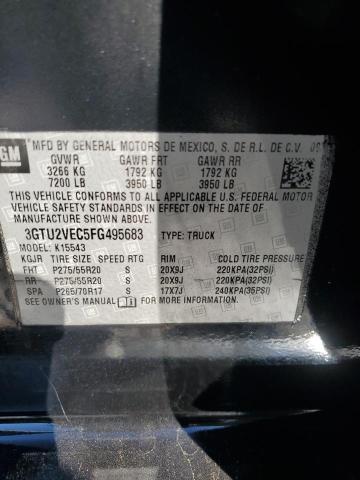 GM
MFD BY GENERAL MOTORS DE MEXICO, S. DE R.L. DE C.V.
GVWR GAWR FRT GAWR RR
3266 KG 1792 KG 1792 KG
7200 LB 3950 LB 3950 LB
THIS VEHICLE CONFORMS TO ALL APPLICABLE U.S. FEDERAL MOTOR
VEHICLE SAFETY STANDARDS IN EFFECT ON THE DATE OF
MANUFACTURE SHOWN ABOVE.
3GTU2VEC5FG495683 TYPE: TRUCK
MODEL: K15543
KGJR TIRE SIZE SPEED RTG RIM COLD TIRE PRESSURE
FHT P275/55R20 S 20X9J 220KPA(32PSI)
RR P275/55R20 S 20X9J 220KPA(32PSI)
SPA P265/70R17 S 17X7J 240KPA(35PSI)
SEE OWNER'S MANUAL FOR MORE INFORMATION.